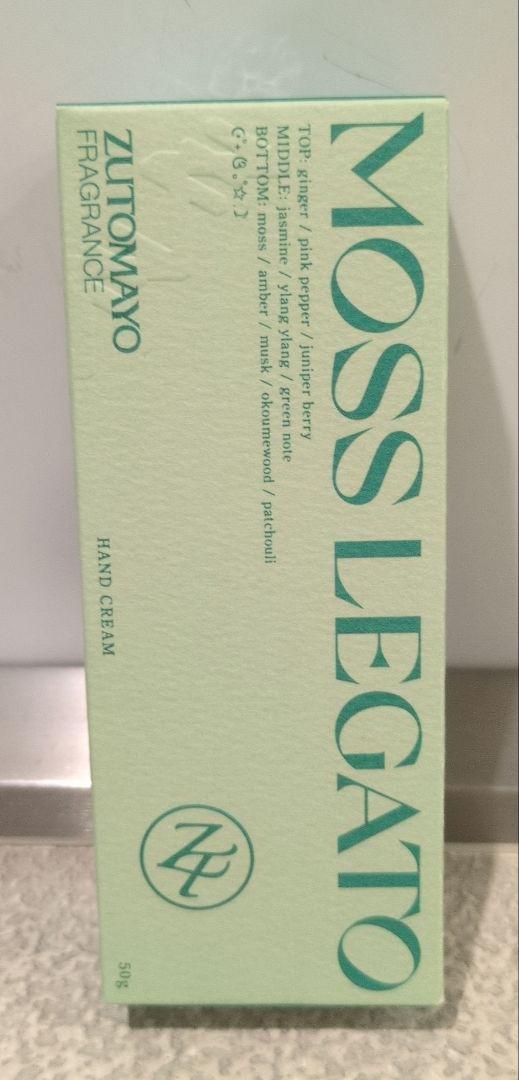 MOSS LEGATO
TOP: ginger / pink pepper / juniper berry
MIDDLE: jasmine / ylang ylang / green note
BOTTOM: moss / amber / musk / okoumewood / patchouli
ZUTOMAYO
FRAGRANCE
HAND CREAM
50g